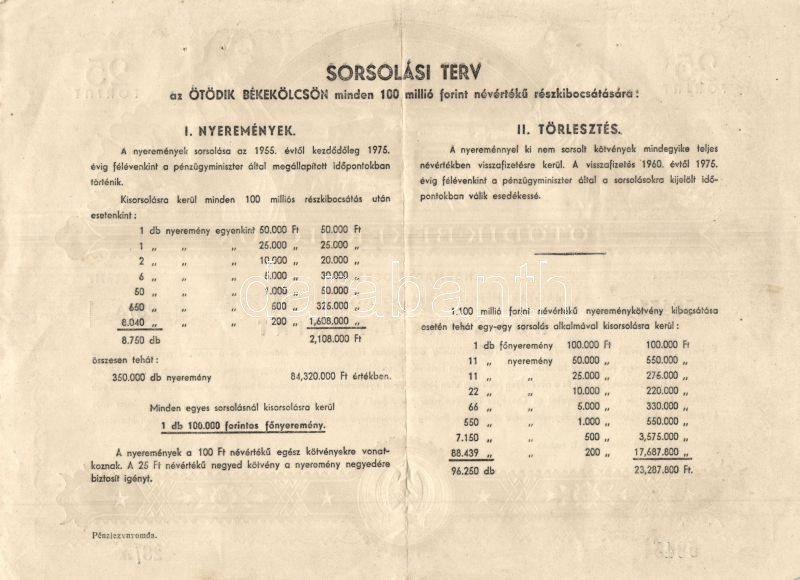 SORSOLÁSI TERV
az ÖTÖDIK BÉKEKÖLCSÖN minden 100 millió forint névértékű részkibocsátására:
I. NYEREMÉNYEK.
A nyeremények sorsolása az 1955. évtől kezdődőleg 1975.
évig félévenkint a pénzügyminiszter által megállapított időpontokban
történik.
Kisorsolásra kerül minden 100 milliós részkibocsátás után
esetenkint:
1 db nyeremény egyenkint 50.000 Ft 50.000 Ft
1 „ „ „ 25.000 „ 25.000 „
2 „ „ „ 10.000 „ 20.000 „
6 „ „ „ 5.000 „ 30.000 „
50 „ „ „ 1.000 „ 50.000 „
650 „ „ „ 500 „ 325.000 „
8.040 „ „ „ 200 „ 1,608.000 „
8.750 db 2,108.000 Ft
összesen tehát:
350.000 db nyeremény 84,320.000 Ft értékben.
Minden egyes sorsolásnál kisorsolásra kerül
1 db 100.000 forintos főnyeremény.
A nyeremények a 100 Ft névértékű egész kötvényekre vonat-
koznak. A 25 Ft névértékű negyed kötvény a nyeremény negyedére
biztosit igényt.
Pénzjegynyomda.
II. TÖRLESZTÉS.
A nyereménnyel ki nem sorsolt kötvények mindegyike teljes
névértékben visszafizetésre kerül. A visszafizetés 1960. évtől 1975.
évig félévenkint a pénzügyminiszter által a sorsolásokra kijelölt idő-
pontokban válik esedékessé.
1.100 millió forint névértékű nyereménykötvény kibocsátása
esetén tehát egy-egy sorsolás alkalmával kisorsolásra kerül:
1 db főnyeremény 100.000 Ft 100.000 Ft
11 „ nyeremény 50.000 „ 550.000 „
11 „ „ 25.000 „ 275.000 „
22 „ „ 10.000 „ 220.000 „
66 „ „ 5.000 „ 330.000 „
550 „ „ 1.000 „ 550.000 „
7.150 „ „ 500 „ 3,575.000 „
88.439 „ „ 200 „ 17,687.800 „
96.250 db 23,287.800 Ft.
darabanth